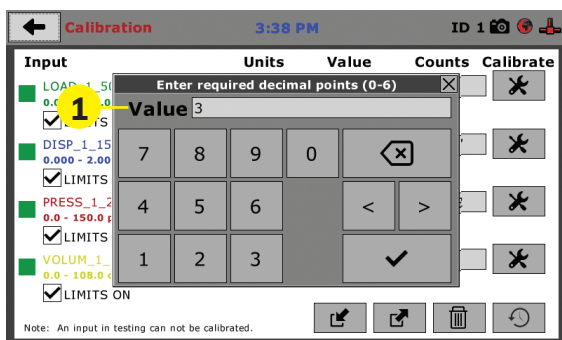 Calibration 3:38 PM ID 1
Input Units Value Counts Calibrate
Enter required decimal points (0-6)
Value 3
1
LIMITS ON
DISP_1_15
0.000 - 2.00
LIMITS
PRESS_1_2
0.0 - 150.0 p
LIMITS
VOLUM_1_
0.0 - 108.0 c
7 8 9 0
4 5 6 < >
1 2 3
Note: An input in testing can not be calibrated.